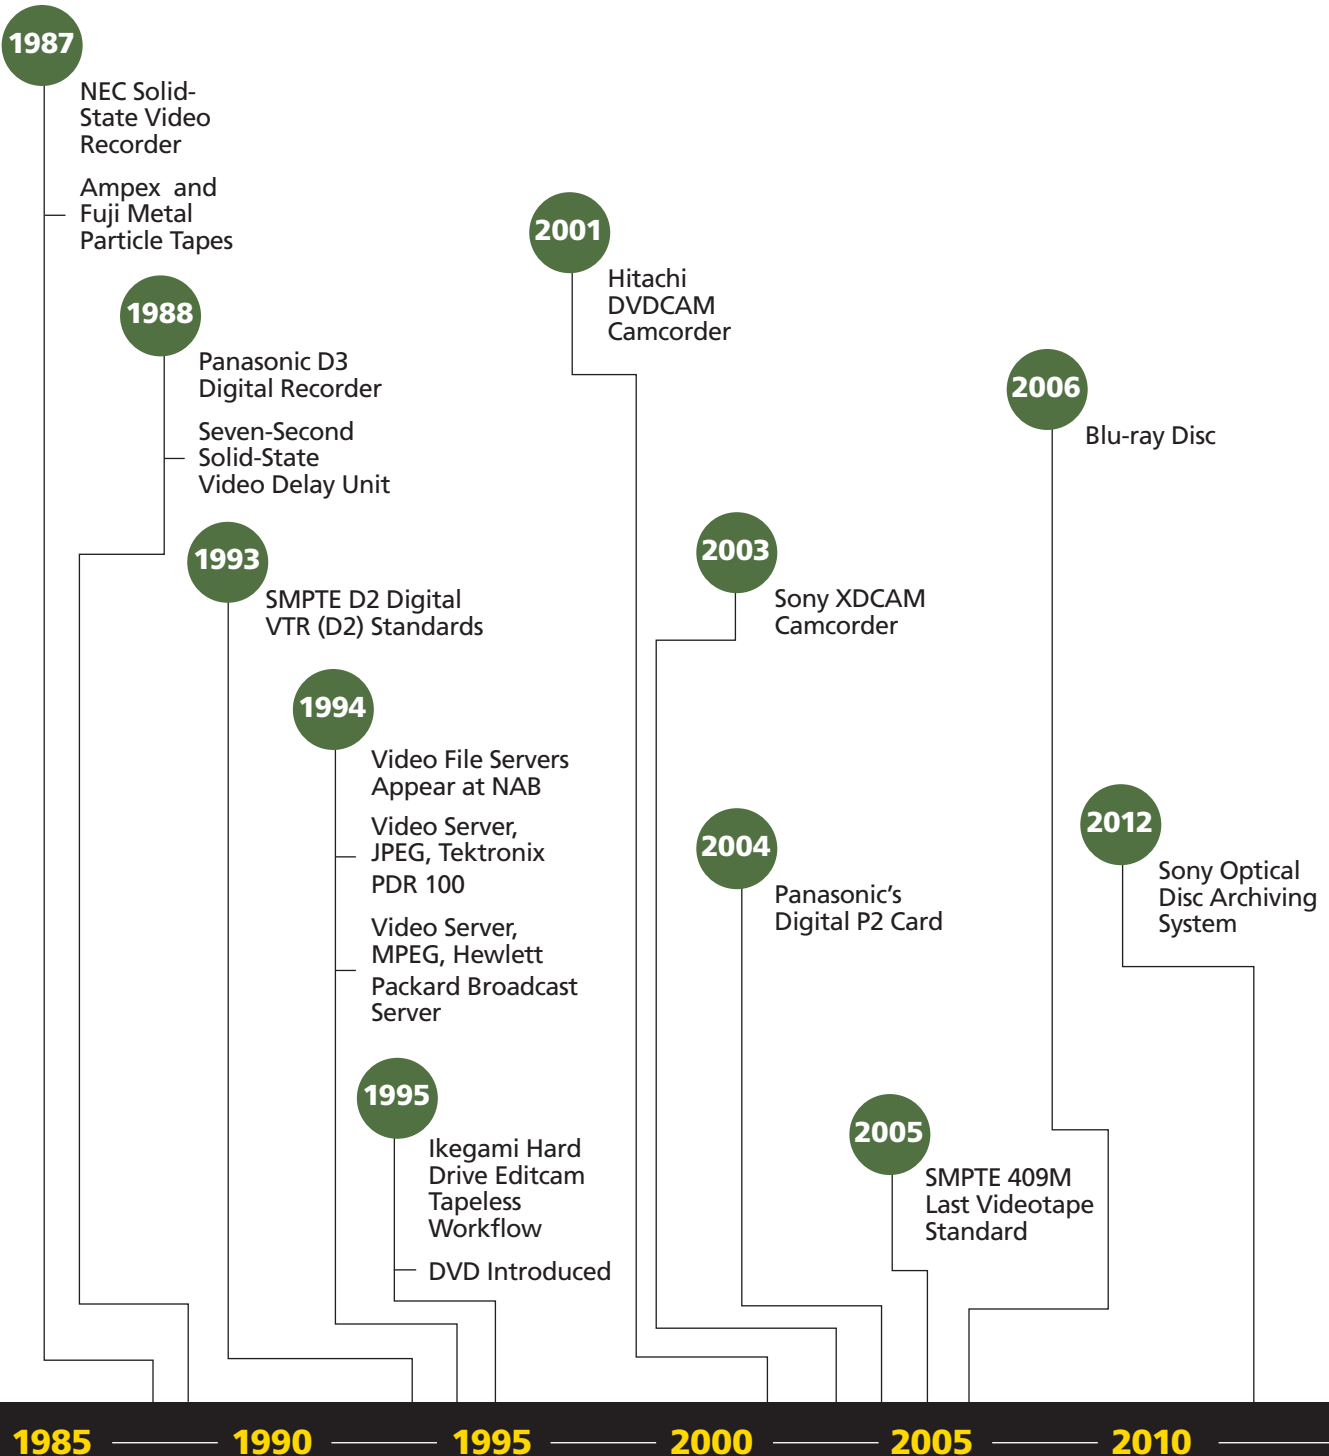 1987
NEC Solid-
State Video
Recorder
Ampex and
Fuji Metal
Particle Tapes
1988
Panasonic D3
Digital Recorder
Seven-Second
Solid-State
Video Delay Unit
1993
SMPTE D2 Digital
VTR (D2) Standards
1994
Video File Servers
Appear at NAB
Video Server,
JPEG, Tektronix
PDR 100
Video Server,
MPEG, Hewlett
Packard Broadcast
Server
1995
Ikegami Hard
Drive Editcam
Tapeless
Workflow
DVD Introduced
2001
Hitachi
DVDCAM
Camcorder
2003
Sony XDCAM
Camcorder
2004
Panasonic’s
Digital P2 Card
2005
SMPTE 409M
Last Videotape
Standard
2006
Blu-ray Disc
2012
Sony Optical
Disc Archiving
System
1985 1990 1995 2000 2005 2010